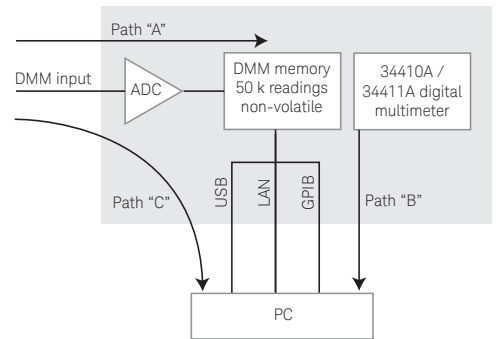 Path “A”
DMM input
ADC
DMM memory
50 k readings
non-volatile
34410A /
34411A digital
multimeter
Path “C”
USB
LAN
GPIB
Path “B”
PC